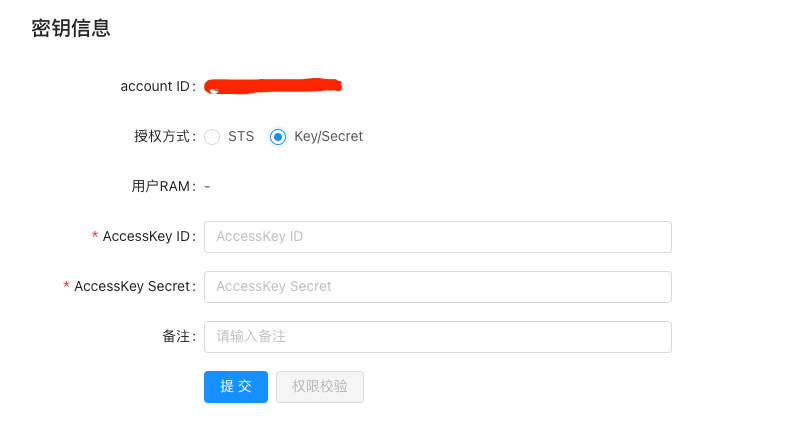 密钥信息
account ID:
授权方式: STS Key/Secret
用户RAM: -
* AccessKey ID: AccessKey ID
* AccessKey Secret: AccessKey Secret
备注: 请输入备注
提 交 权限校验